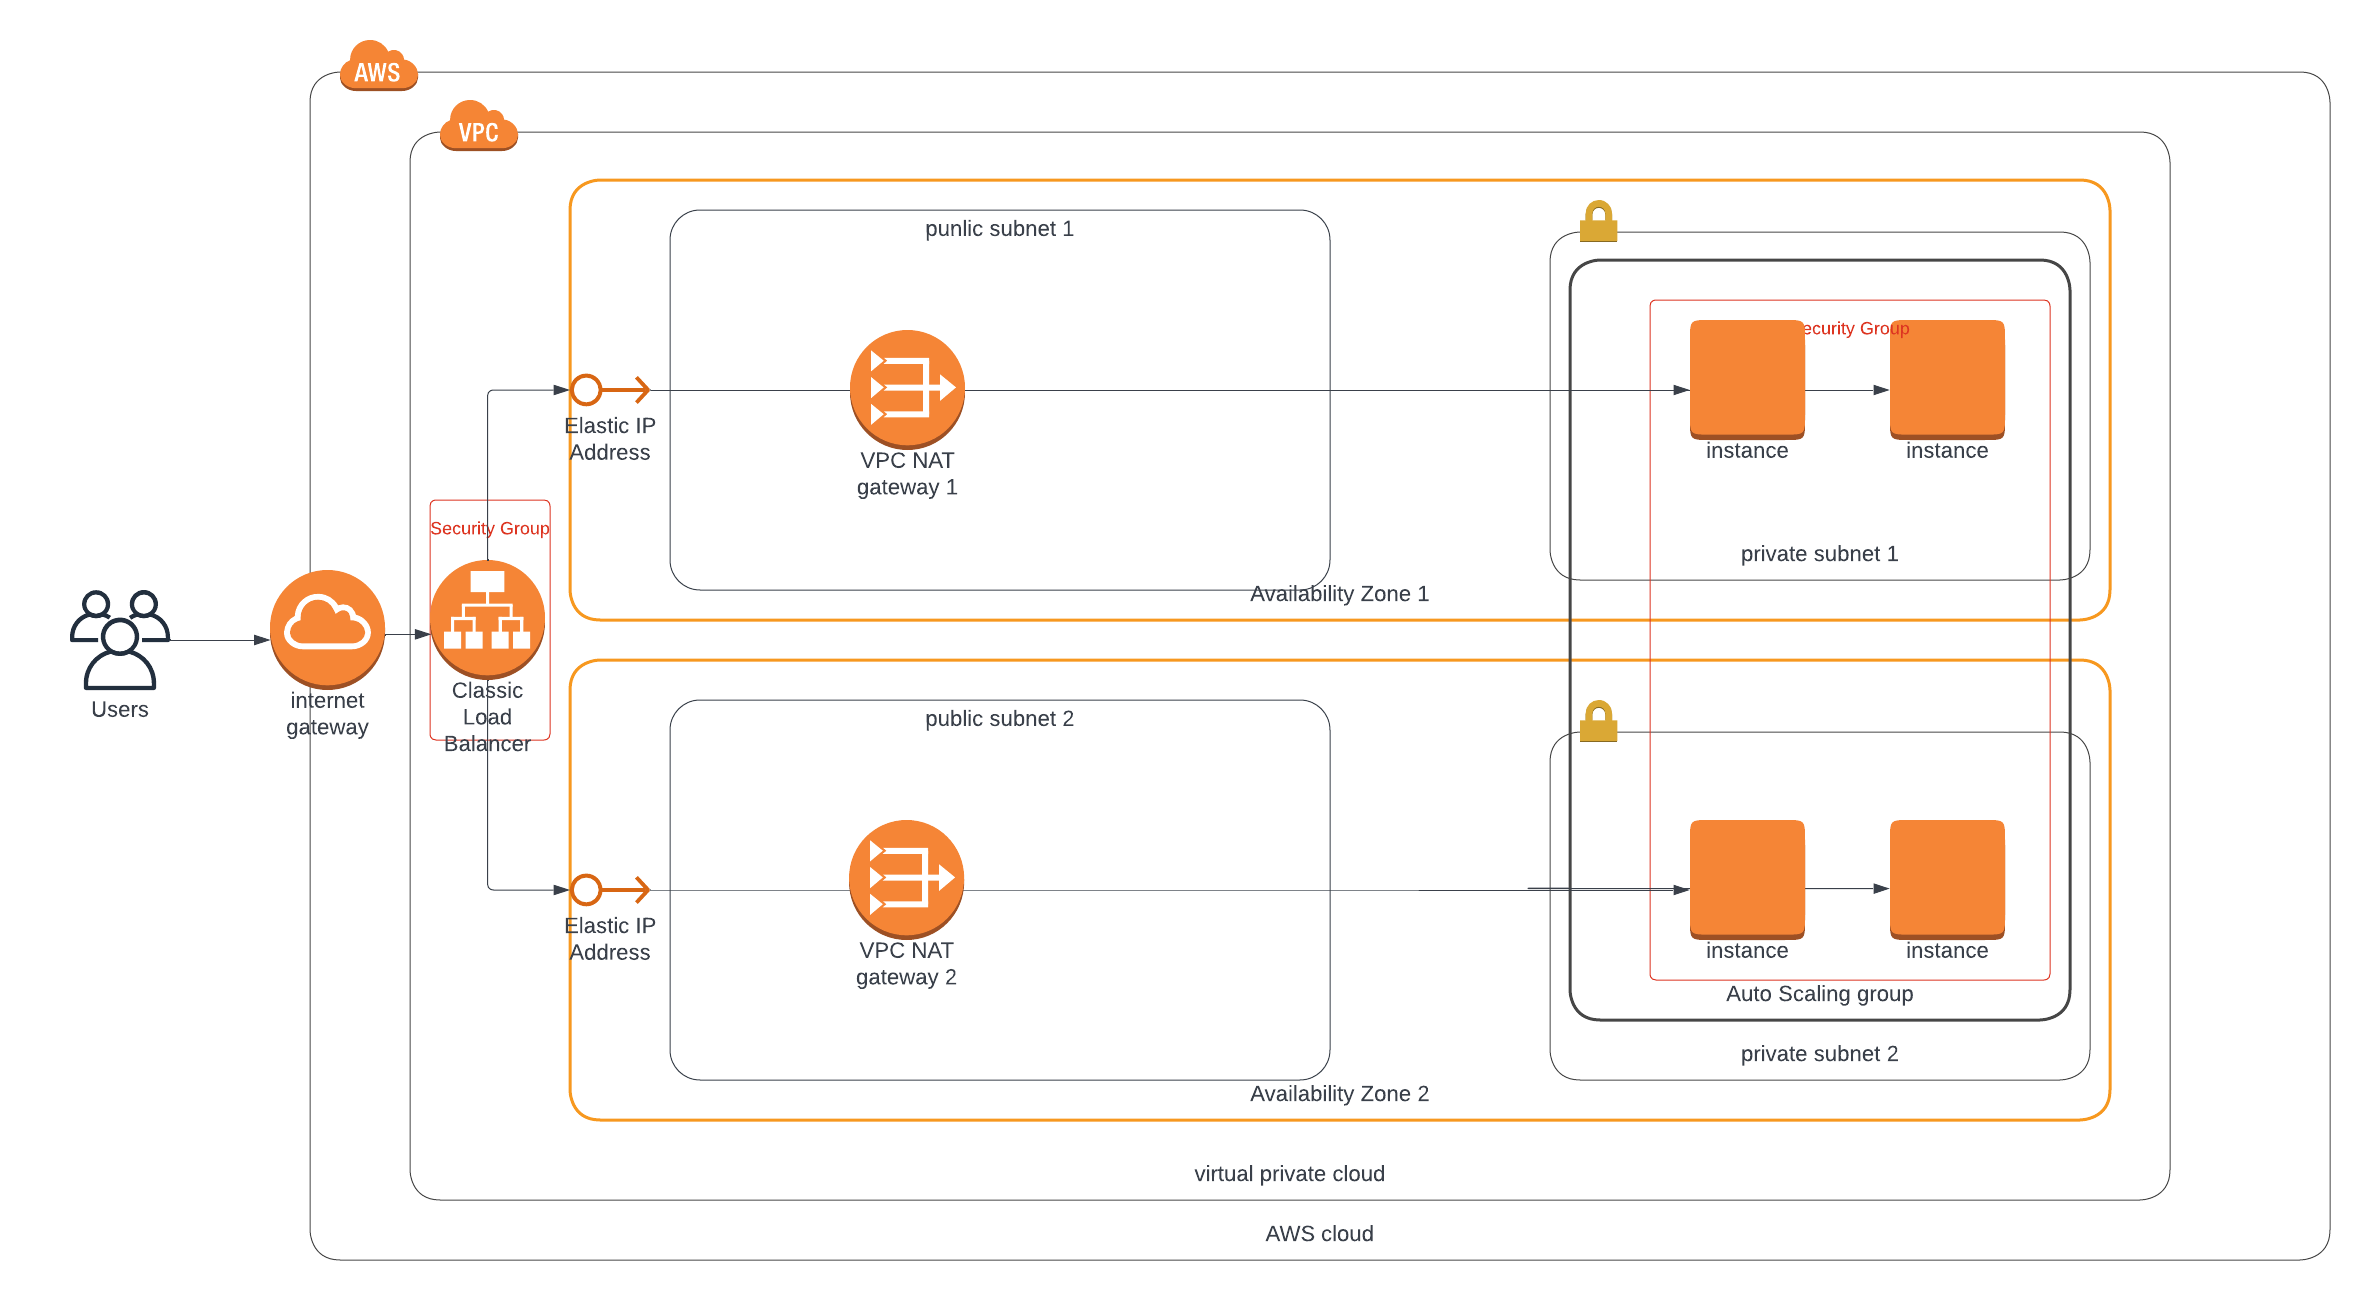 AWS
VPC
punlic subnet 1
ecurity Group
Elastic IP
Address
VPC NAT
gateway 1
instance
instance
private subnet 1
Availability Zone 1
Security Group
Users
internet
gateway
Classic
Load
Balancer
public subnet 2
Elastic IP
Address
VPC NAT
gateway 2
instance
instance
Auto Scaling group
private subnet 2
Availability Zone 2
virtual private cloud
AWS cloud